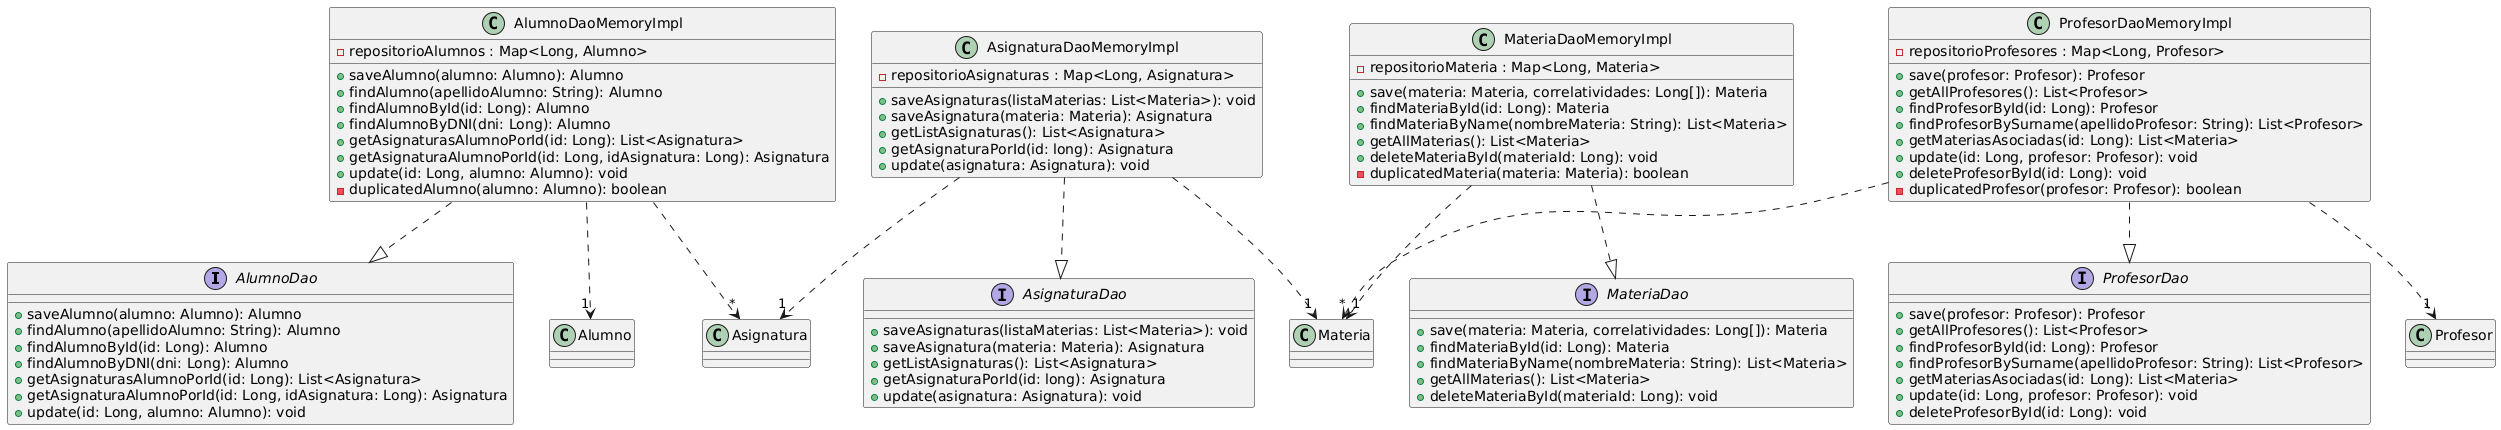 AlumnoDaoMemoryImpl
repositorioAlumnos : Map<Long, Alumno>
saveAlumno(alumno: Alumno): Alumno
findAlumno(apellidoAlumno: String): Alumno
findAlumnoById(id: Long): Alumno
findAlumnoByDNI(dni: Long): Alumno
getAsignaturasAlumnoPorId(id: Long): List<Asignatura>
getAsignaturaAlumnoPorId(id: Long, idAsignatura: Long): Asignatura
update(id: Long, alumno: Alumno): void
duplicatedAlumno(alumno: Alumno): boolean
AsignaturaDaoMemoryImpl
repositorioAsignaturas : Map<Long, Asignatura>
saveAsignaturas(listaMaterias: List<Materia>): void
saveAsignatura(materia: Materia): Asignatura
getListAsignaturas(): List<Asignatura>
getAsignaturaPorId(id: long): Asignatura
update(asignatura: Asignatura): void
MateriaDaoMemoryImpl
repositorioMateria : Map<Long, Materia>
save(materia: Materia, correlatividades: Long[]): Materia
findMateriaById(id: Long): Materia
findMateriaByName(nombreMateria: String): List<Materia>
getAllMaterias(): List<Materia>
deleteMateriaById(materiaId: Long): void
duplicatedMateria(materia: Materia): boolean
ProfesorDaoMemoryImpl
repositorioProfesores : Map<Long, Profesor>
save(profesor: Profesor): Profesor
getAllProfesores(): List<Profesor>
findProfesorById(id: Long): Profesor
findProfesorBySurname(apellidoProfesor: String): List<Profesor>
getMateriasAsociadas(id: Long): List<Materia>
update(id: Long, profesor: Profesor): void
deleteProfesorById(id: Long): void
duplicatedProfesor(profesor: Profesor): boolean
1
*
1
1
*
1
1
AlumnoDao
saveAlumno(alumno: Alumno): Alumno
findAlumno(apellidoAlumno: String): Alumno
findAlumnoById(id: Long): Alumno
findAlumnoByDNI(dni: Long): Alumno
getAsignaturasAlumnoPorId(id: Long): List<Asignatura>
getAsignaturaAlumnoPorId(id: Long, idAsignatura: Long): Asignatura
update(id: Long, alumno: Alumno): void
Alumno
Asignatura
AsignaturaDao
saveAsignaturas(listaMaterias: List<Materia>): void
saveAsignatura(materia: Materia): Asignatura
getListAsignaturas(): List<Asignatura>
getAsignaturaPorId(id: long): Asignatura
update(asignatura: Asignatura): void
Materia
MateriaDao
save(materia: Materia, correlatividades: Long[]): Materia
findMateriaById(id: Long): Materia
findMateriaByName(nombreMateria: String): List<Materia>
getAllMaterias(): List<Materia>
deleteMateriaById(materiaId: Long): void
ProfesorDao
save(profesor: Profesor): Profesor
getAllProfesores(): List<Profesor>
findProfesorById(id: Long): Profesor
findProfesorBySurname(apellidoProfesor: String): List<Profesor>
getMateriasAsociadas(id: Long): List<Materia>
update(id: Long, profesor: Profesor): void
deleteProfesorById(id: Long): void
Profesor